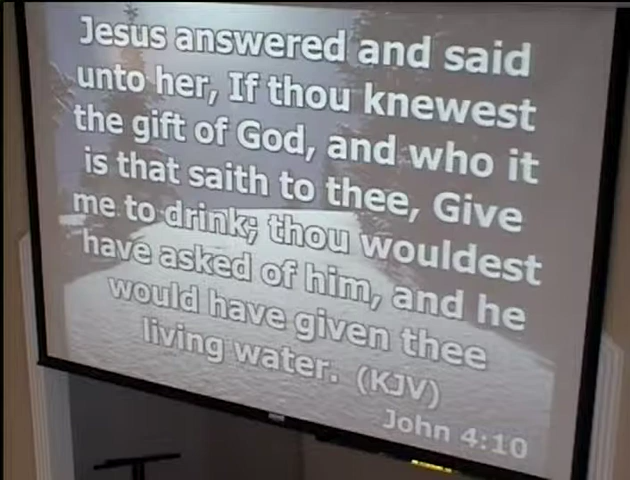 Jesus answered and said
unto her, If thou knewest
the gift of God, and who it
is that saith to thee, Give
me to drink; thou wouldest
have asked of him, and he
would have given thee
living water. (KJV)
John 4:10